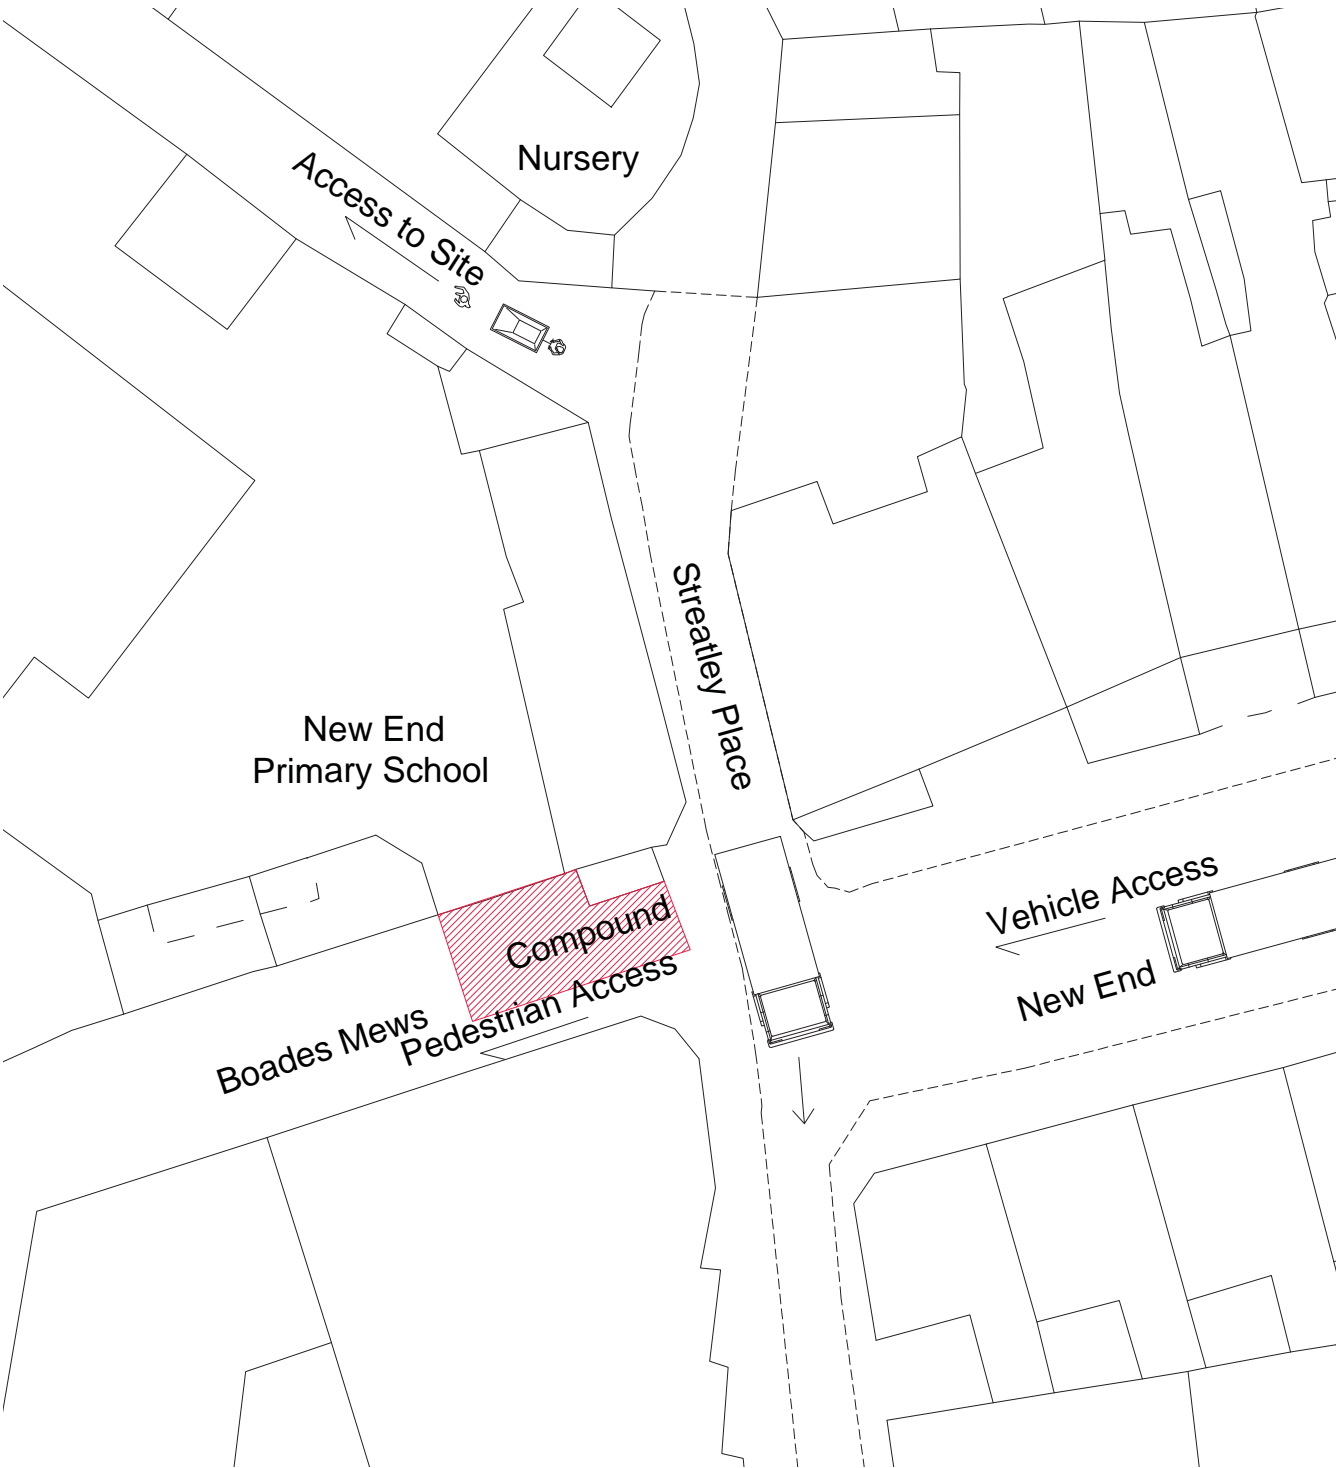 Nursery
Access to Site
Streatley Place
New End
Primary School
Vehicle Access
Compound
New End
Pedestrian Access
Boades Mews